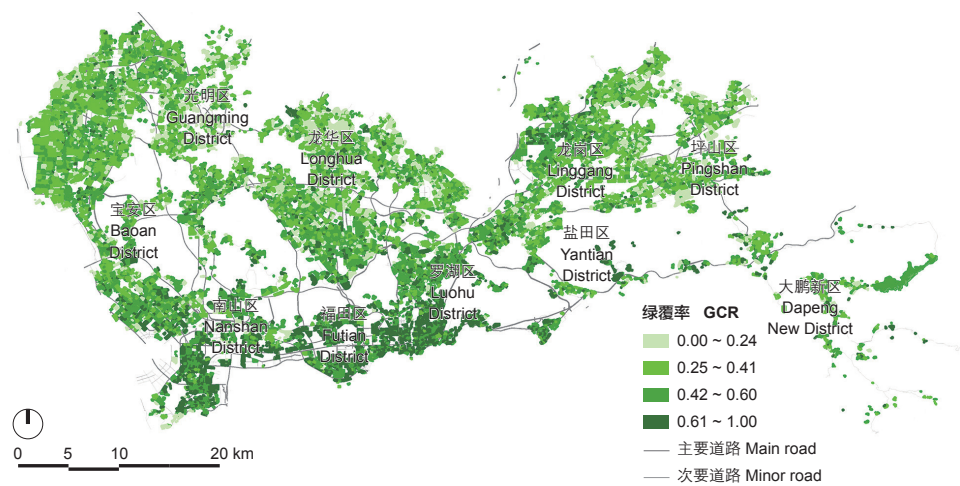 光明区
Guangming
District
龙华区
Longhua
District
龙岗区
Linggang
District
坪山区
Pingshan
District
宝安区
Baoan
District
盐田区
Yantian
District
罗湖区
Luohu
District
南山区
Nanshan
District
福田区
Futian
District
大鹏新区
Dapeng
New District
绿覆率 GCR
0.00 ~ 0.24
0.25 ~ 0.41
0.42 ~ 0.60
0.61 ~ 1.00
主要道路 Main road
次要道路 Minor road
0 5 10 20 km